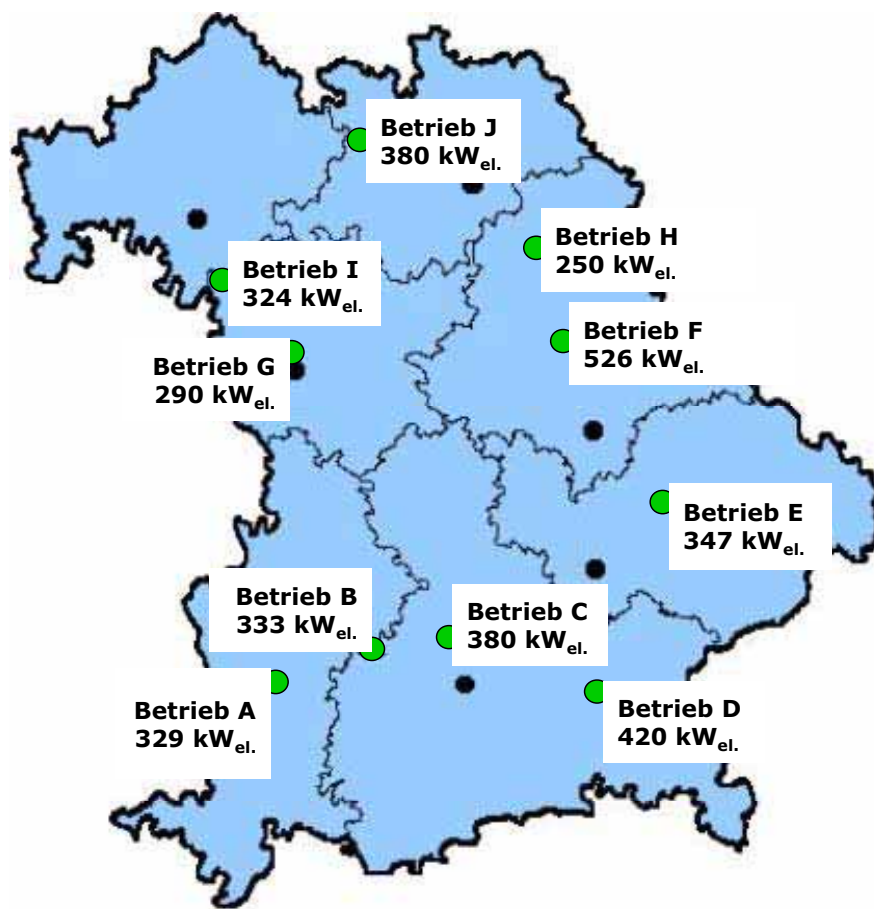 Betrieb J
380 kWel.
Betrieb H
250 kWel.
Betrieb I
324 kWel.
Betrieb F
526 kWel.
Betrieb G
290 kWel.
Betrieb E
347 kWel.
Betrieb B
333 kWel.
Betrieb C
380 kWel.
Betrieb A
329 kWel.
Betrieb D
420 kWel.